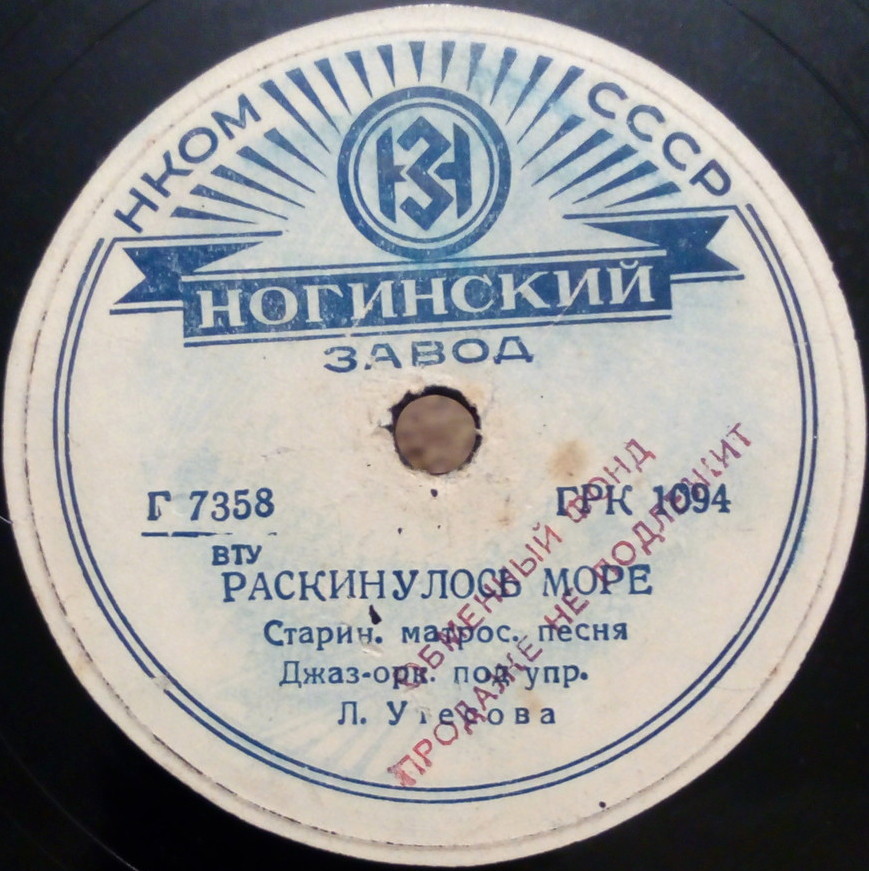 НКОМ СССР
НЗ
НОГИНСКИЙ
ЗАВОД
Г 7358
ГРК 1094
ВТУ
РАСКИНУЛОСЬ МОРЕ
Старин. матрос. песня
Джаз-орк. под упр.
Л. Утесова
ОБМЕННЫЙ ФОНД
ПРОДАЖЕ НЕ ПОДЛЕЖИТ